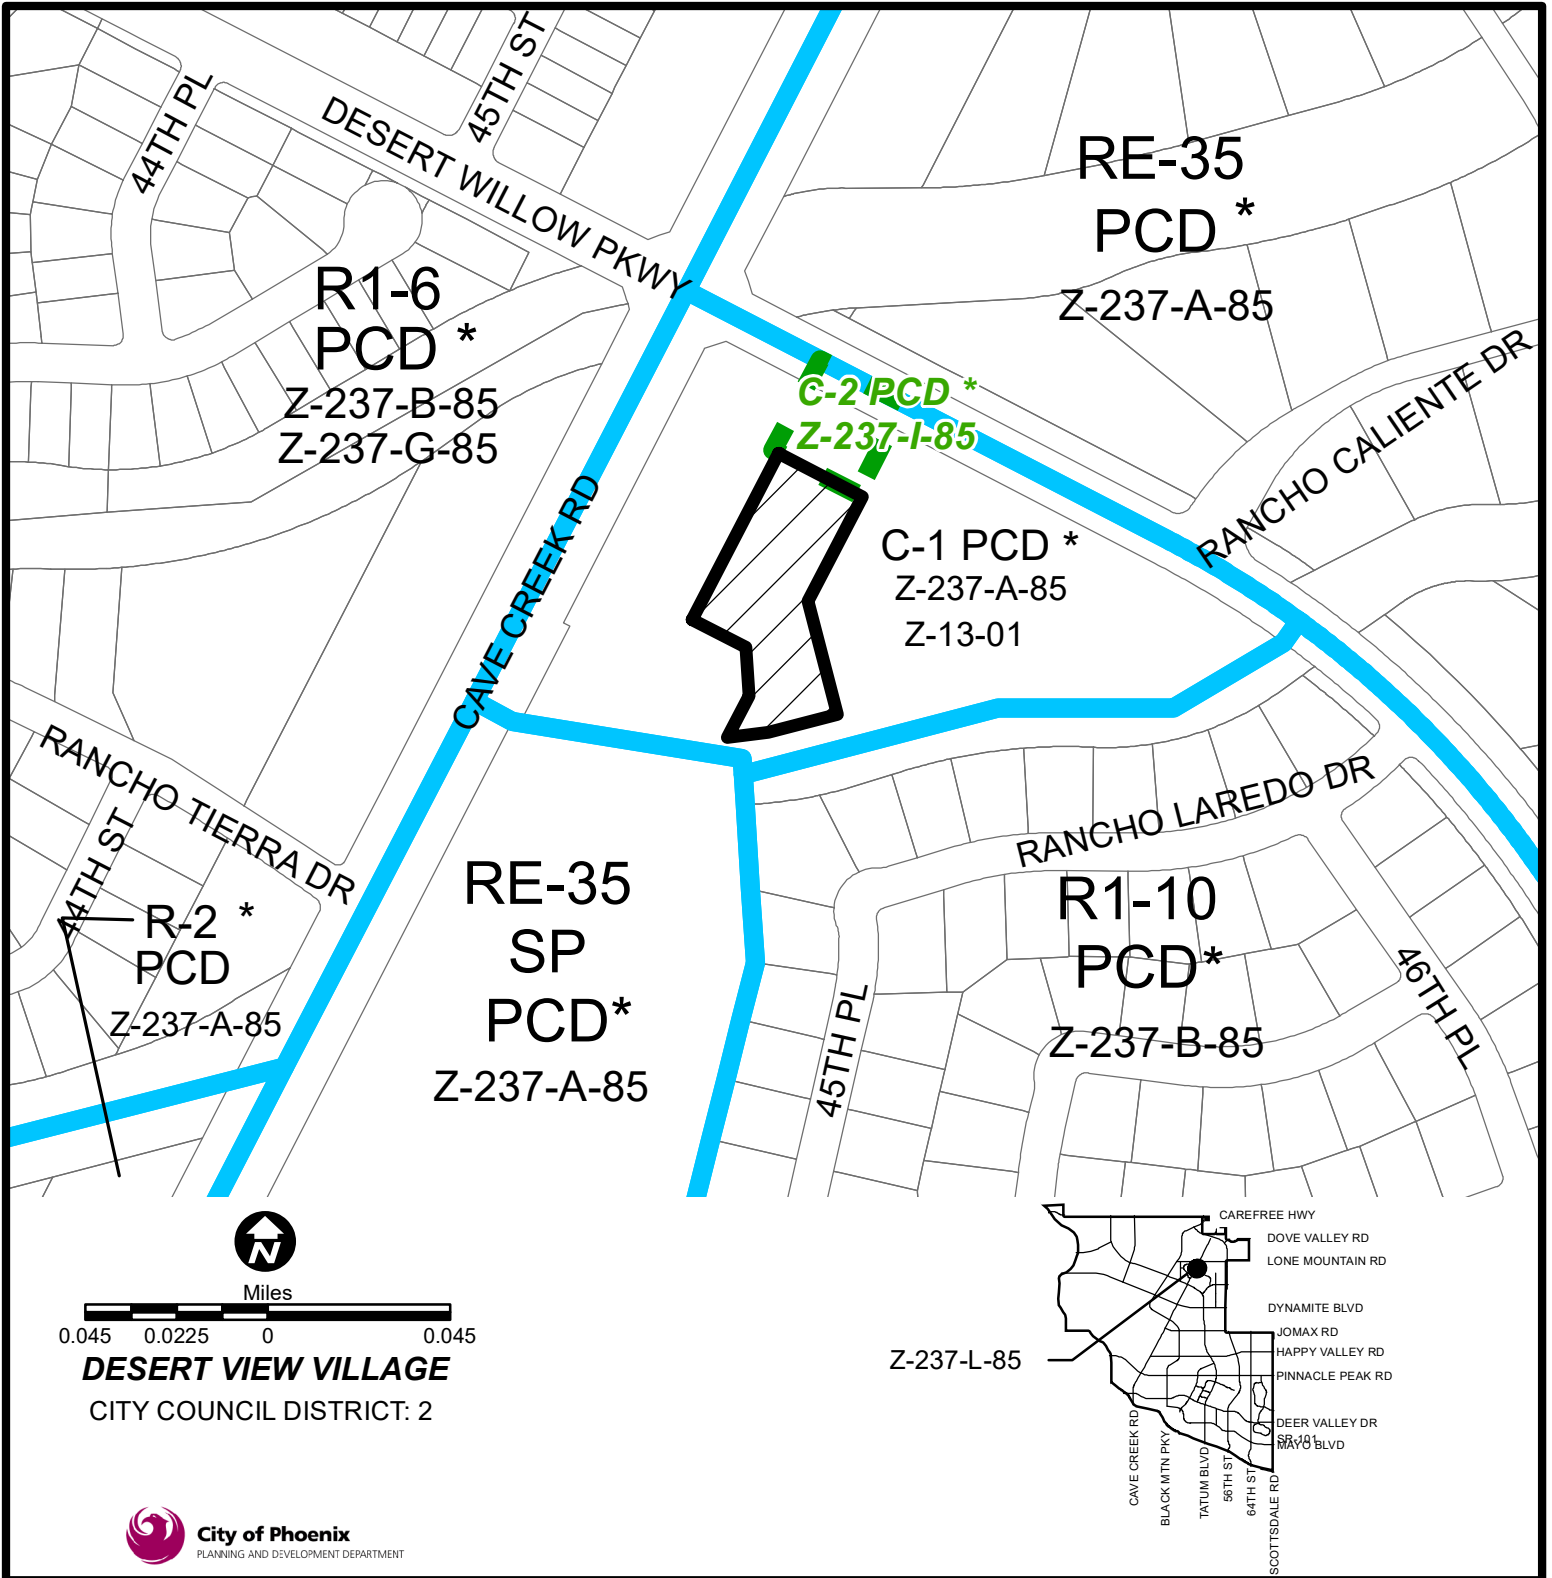 44TH PL
45TH ST
DESERT WILLOW PKWY
RE-35
PCD *
Z-237-A-85
R1-6
PCD *
Z-237-B-85
Z-237-G-85
C-2 PCD *
Z-237-I-85
RANCHO CALIENTE DR
CAVE CREEK RD
C-1 PCD *
Z-237-A-85
Z-13-01
RANCHO TIERRA DR
44TH ST
R-2 *
PCD
Z-237-A-85
RE-35
SP
PCD*
Z-237-A-85
RANCHO LAREDO DR
R1-10
PCD*
Z-237-B-85
45TH PL
46TH PL
N
Miles
0.045 0.0225 0 0.045
DESERT VIEW VILLAGE
CITY COUNCIL DISTRICT: 2
City of Phoenix
PLANNING AND DEVELOPMENT DEPARTMENT
Z-237-L-85
CAREFREE HWY
DOVE VALLEY RD
LONE MOUNTAIN RD
DYNAMITE BLVD
JOMAX RD
HAPPY VALLEY RD
PINNACLE PEAK RD
DEER VALLEY DR
SR-101
MAYO BLVD
CAVE CREEK RD
BLACK MTN PKY
TATUM BLVD
56TH ST
64TH ST
SCOTTSDALE RD